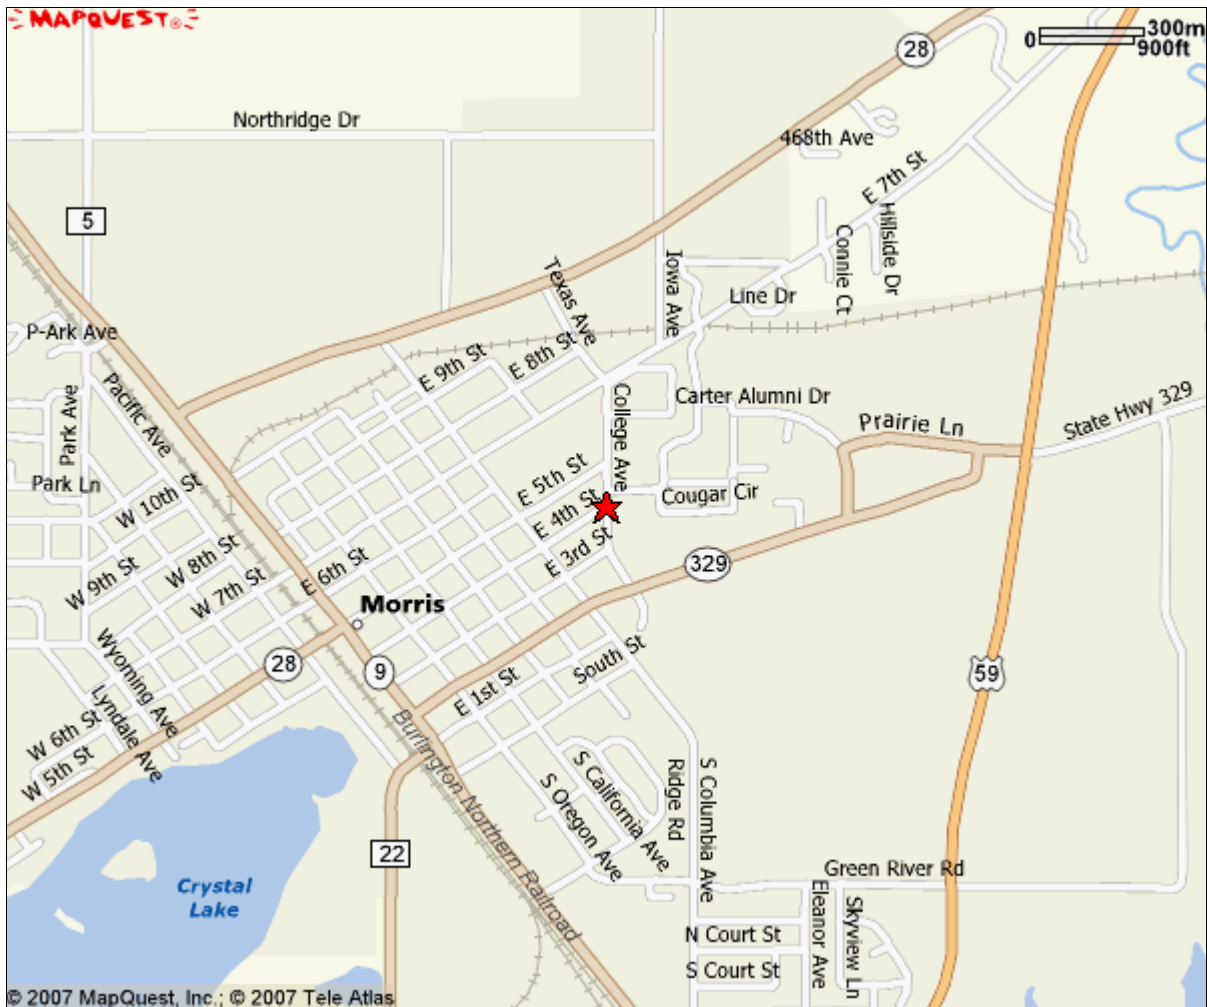 MAPQUEST®
300m
0
900ft
28
Northridge Dr
468th Ave
E 7th St
5
Hillside Dr
Connie Ct
Iowa Ave
Texas Ave
Line Dr
P-Ark Ave
E 8th St
E 9th St
Pacific Ave
Park Ave
College Ave
Carter Alumni Dr
Prairie Ln
State Hwy 329
Park Ln
W 10th St
E 5th St
Cougar Cir
E 4th St
E 3rd St
W 8th St
W 9th St
W 7th St
E 6th St
329
Morris
28
9
59
South St
E 1st St
Wyoming Ave
Lyndale Ave
W 6th St
W 5th St
Burlington Northern Railroad
S Oregon Ave
S California Ave
Ridge Rd
S Columbia Ave
22
Green River Rd
Crystal
Lake
Eleanor Ave
Skyview Ln
N Court St
S Court St
© 2007 MapQuest, Inc.; © 2007 Tele Atlas